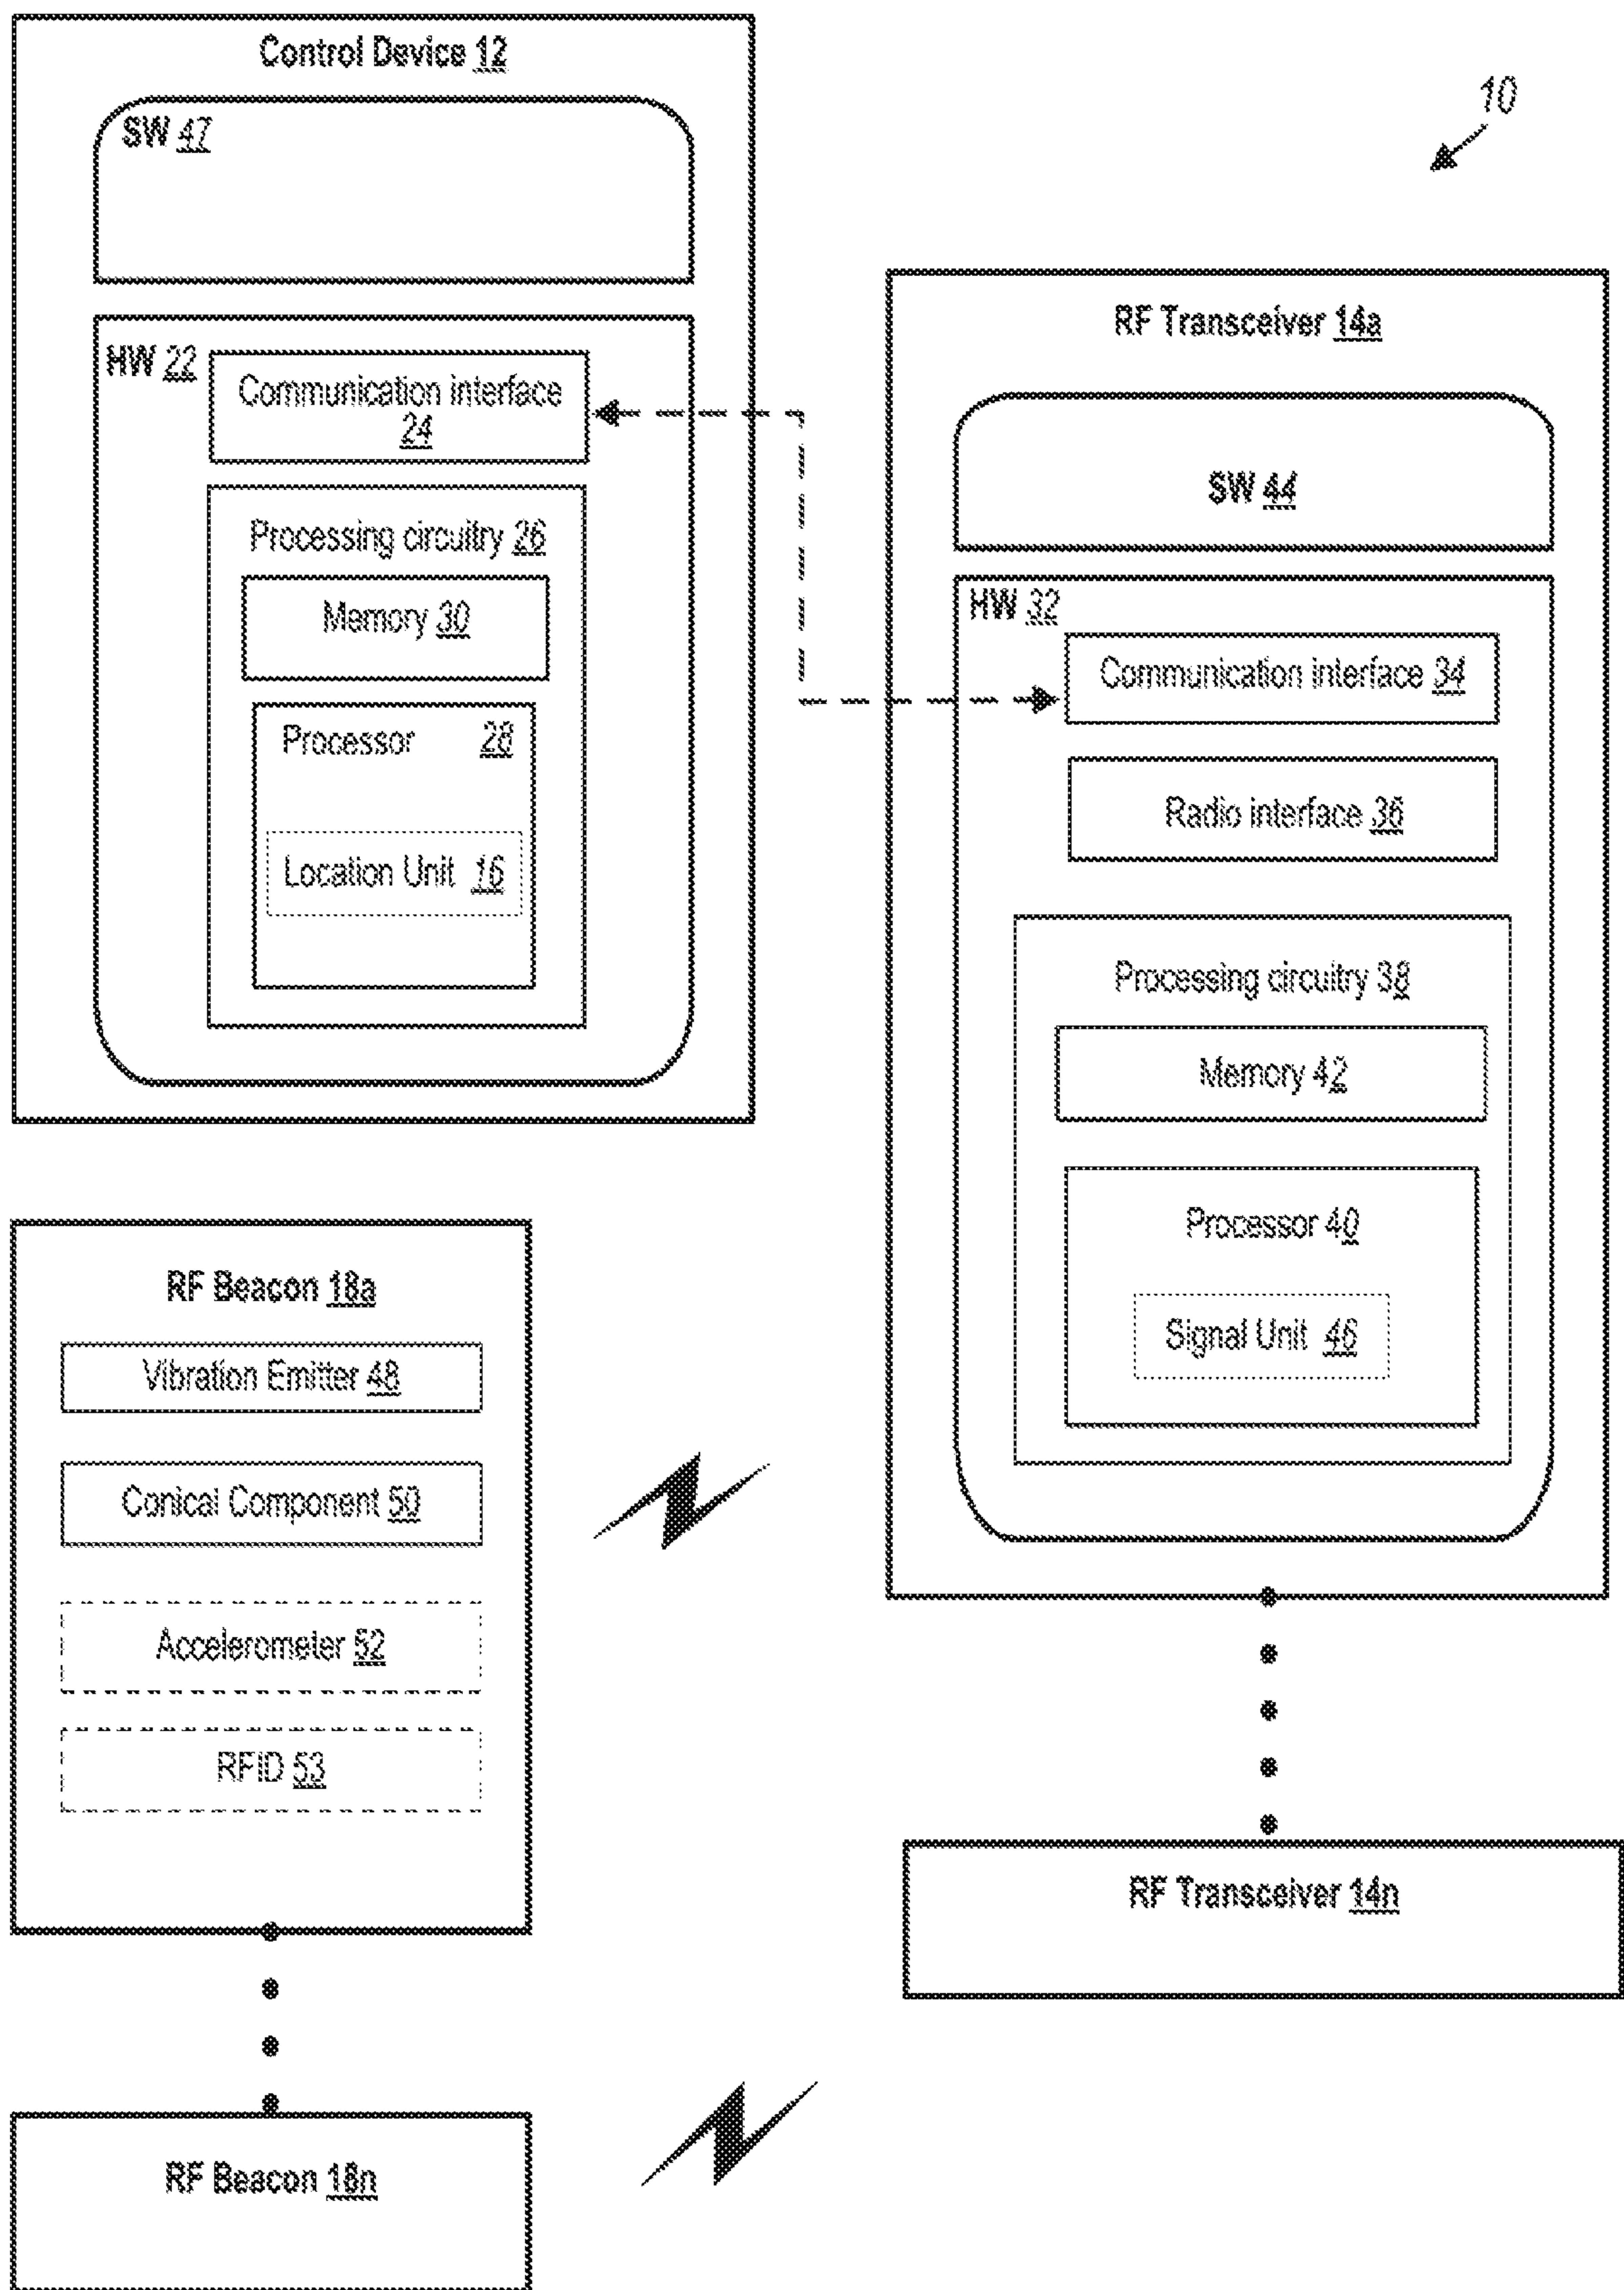 Control Device 12
SW 47
HW 22
Communication interface
24
Processing circuitry 26
Memory 30
Processor 28
Location Unit 16
10
RF Transceiver 14a
SW 44
HW 32
Communication interface 34
Radio interface 36
Processing circuitry 38
Memory 42
Processor 40
Signal Unit 46
RF Beacon 18a
Vibration Emitter 48
Conical Component 50
Accelerometer 52
RFID 53
RF Transceiver 14n
RF Beacon 18n